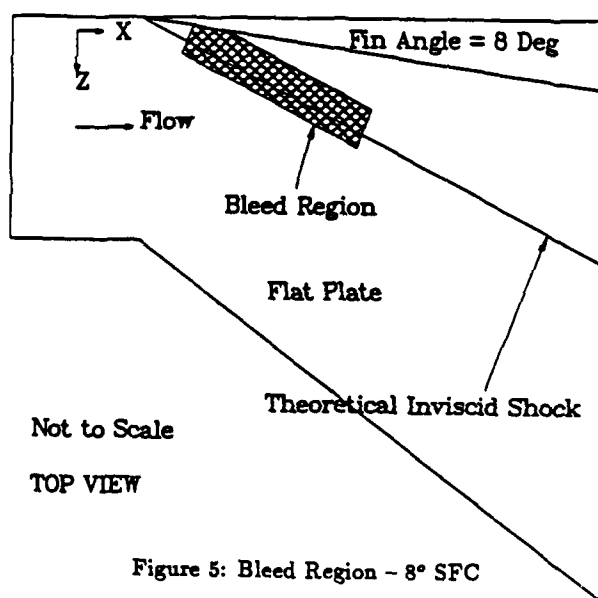 X
Z
Fin Angle = 8 Deg
Flow
Bleed Region
Flat Plate
Theoretical Inviscid Shock
Not to Scale
TOP VIEW
Figure 5: Bleed Region – 8° SFC